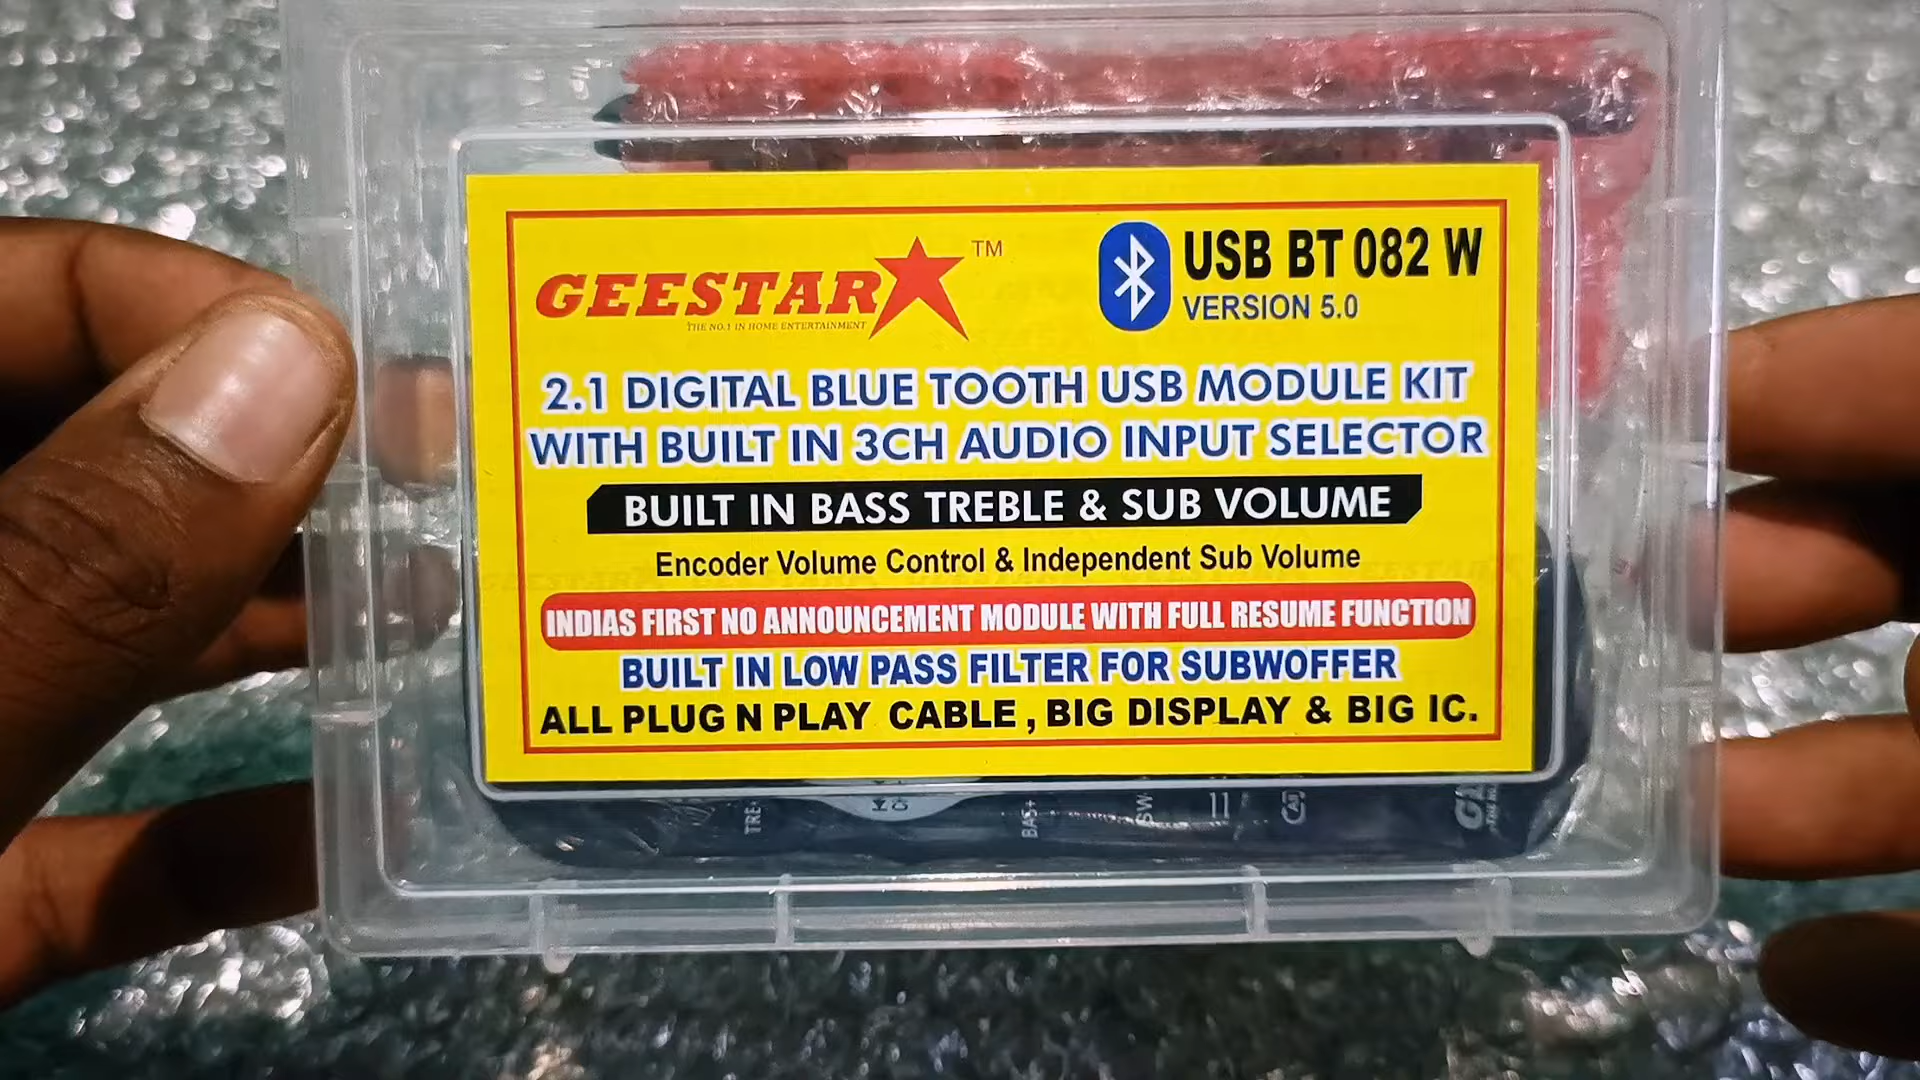 GEESTAR TM
THE NO.1 IN HOME ENTERTAINMENT
USB BT 082 W
VERSION 5.0
2.1 DIGITAL BLUE TOOTH USB MODULE KIT
WITH BUILT IN 3CH AUDIO INPUT SELECTOR
BUILT IN BASS TREBLE & SUB VOLUME
Encoder Volume Control & Independent Sub Volume
INDIAS FIRST NO ANNOUNCEMENT MODULE WITH FULL RESUME FUNCTION
BUILT IN LOW PASS FILTER FOR SUBWOFFER
ALL PLUG N PLAY CABLE , BIG DISPLAY & BIG IC.
TRE+
BAS+
SW